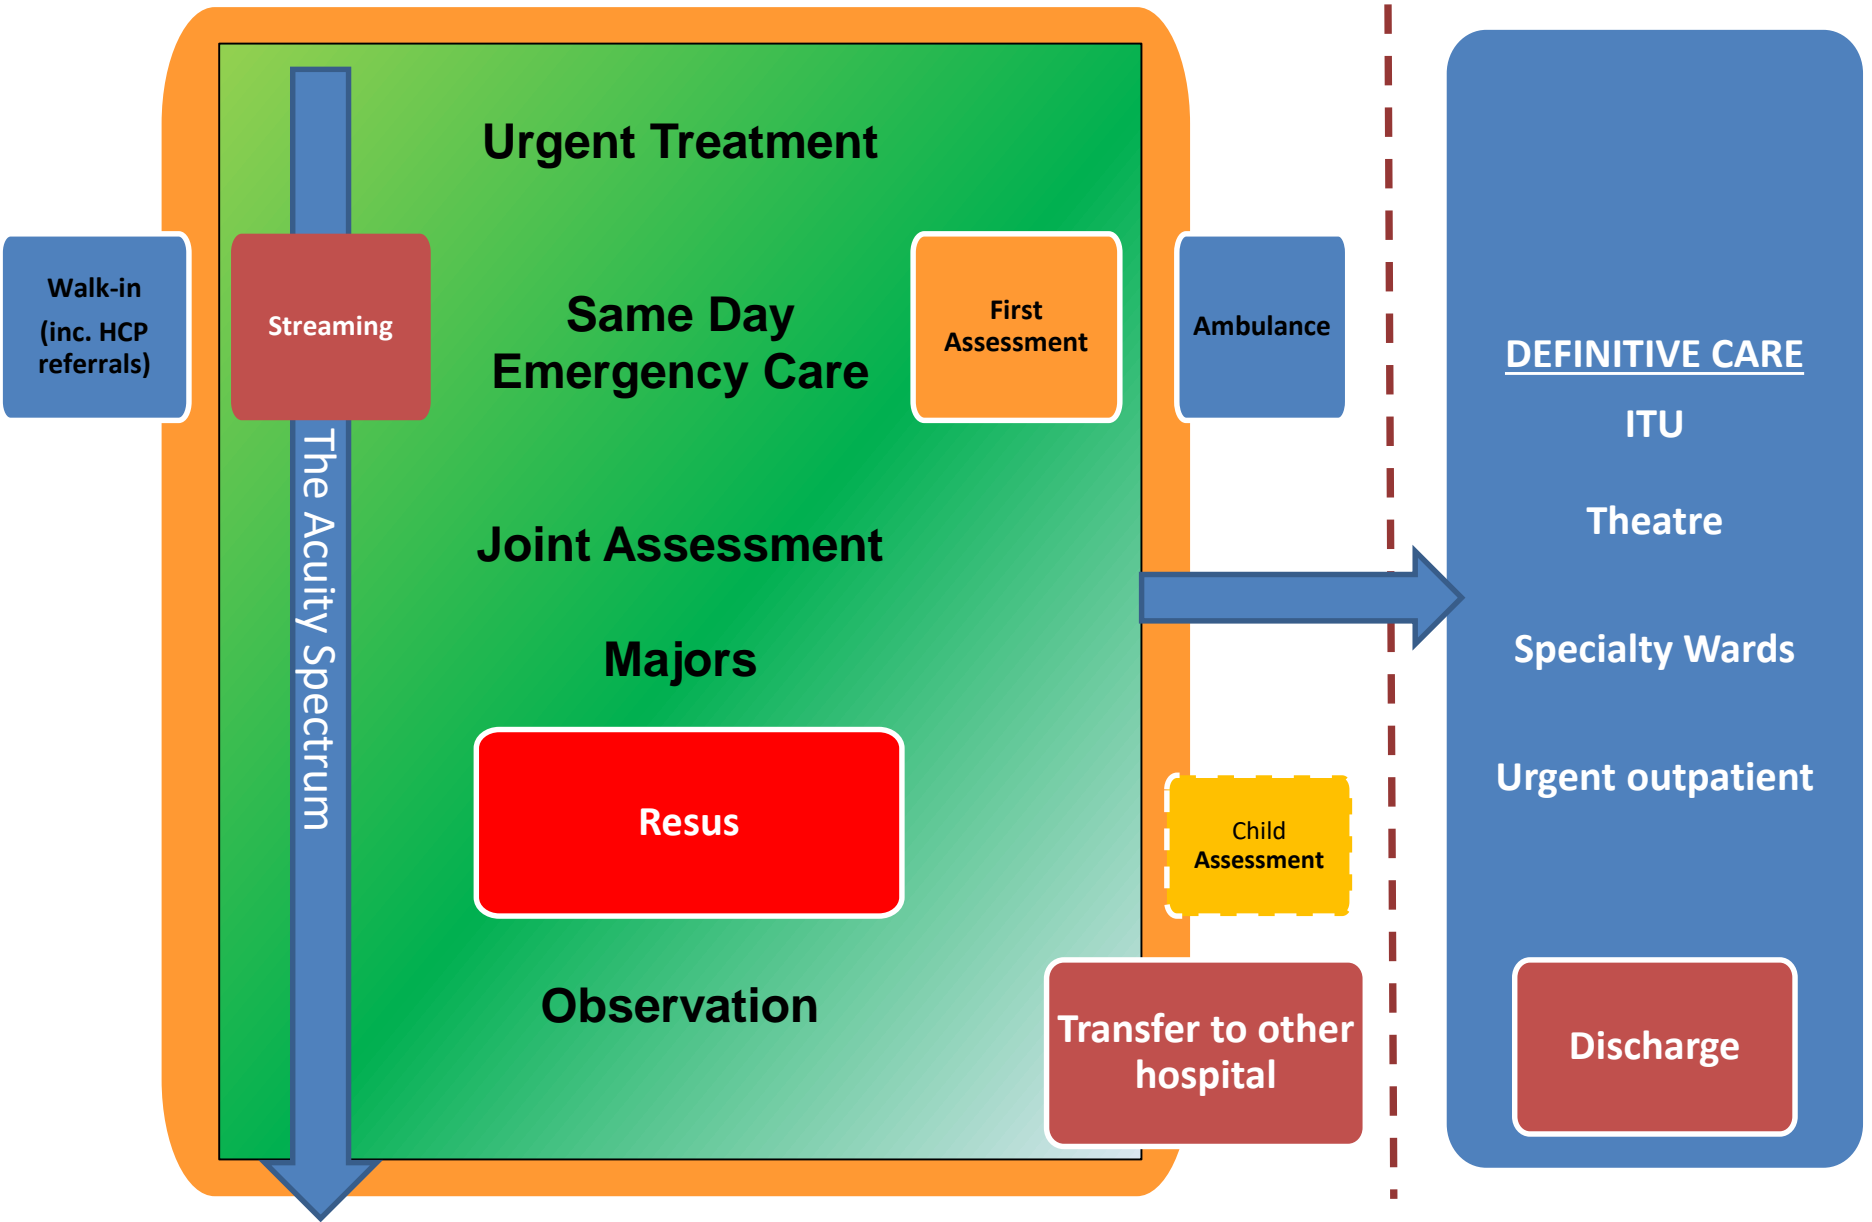 Urgent Treatment
Walk-in
(inc. HCP
referrals)
Streaming
Same Day
Emergency Care
First
Assessment
Ambulance
The Acuity Spectrum
Joint Assessment
Majors
Resus
Child
Assessment
Observation
Transfer to other
hospital
DEFINITIVE CARE
ITU
Theatre
Specialty Wards
Urgent outpatient
Discharge